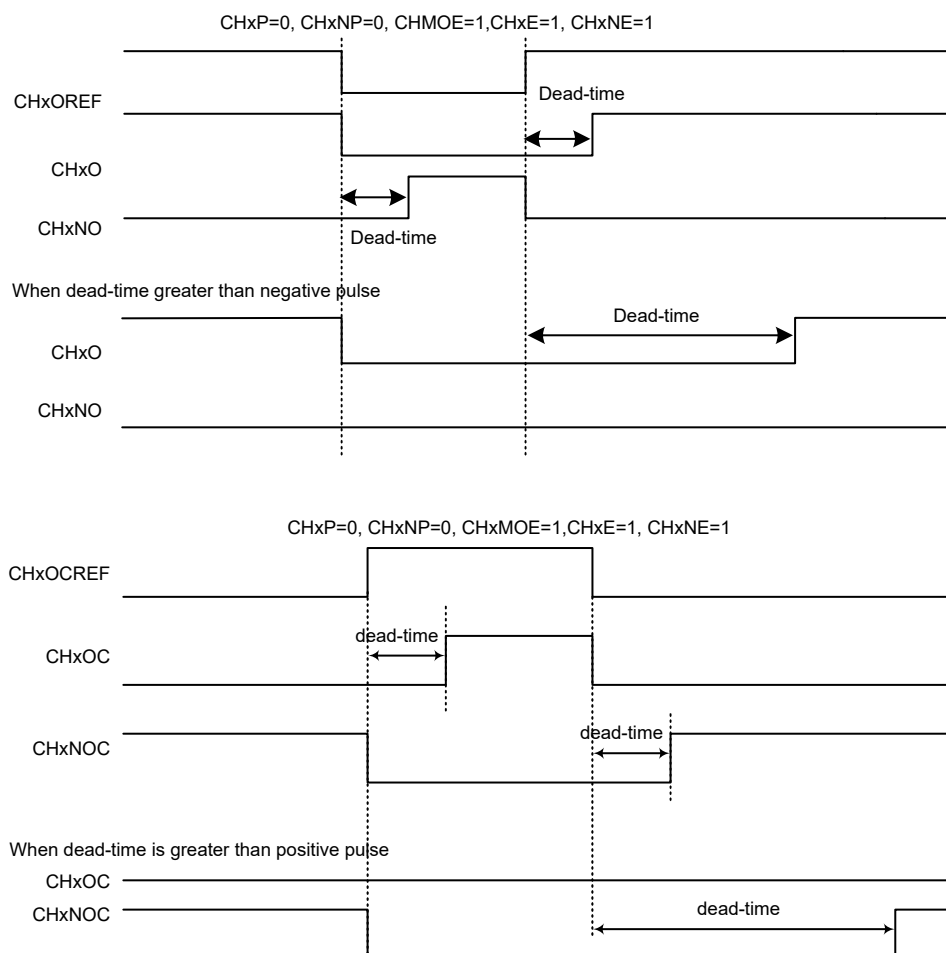 CHxP=0, CHxNP=0, CHMOE=1,CHxE=1, CHxNE=1
CHxOREF
Dead-time
CHxO
CHxNO
Dead-time
When dead-time greater than negative pulse
Dead-time
CHxO
CHxNO
CHxP=0, CHxNP=0, CHxMOE=1,CHxE=1, CHxNE=1
CHxOCREF
dead-time
CHxOC
dead-time
CHxNOC
When dead-time is greater than positive pulse
CHxOC
CHxNOC
dead-time